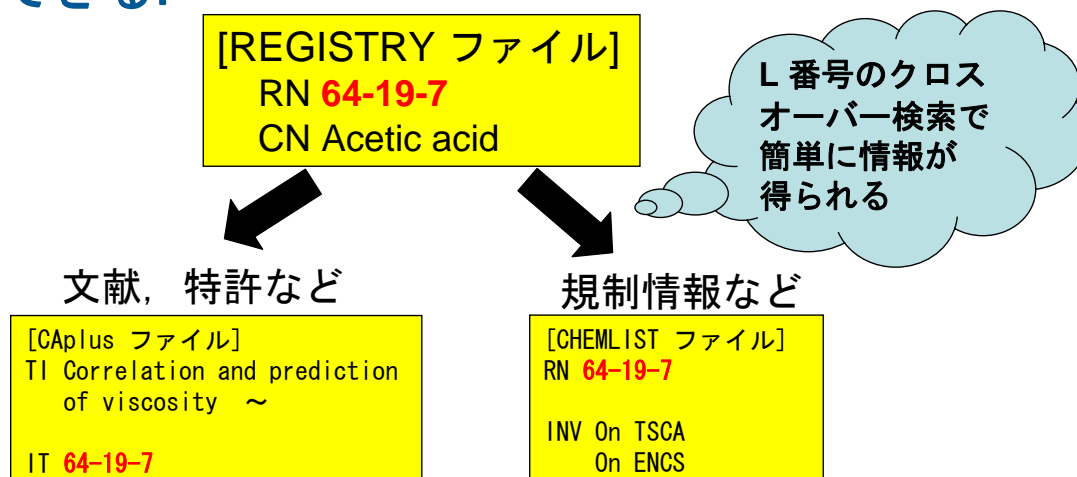 できる.
[REGISTRY ファイル]
RN 64-19-7
CN Acetic acid
L 番号のクロス
オーバー検索で
簡単に情報が
得られる
文献, 特許など
[CAplus ファイル]
TI Correlation and prediction
of viscosity ～
IT 64-19-7
規制情報など
[CHEMLIST ファイル]
RN 64-19-7
INV On TSCA
On ENCS